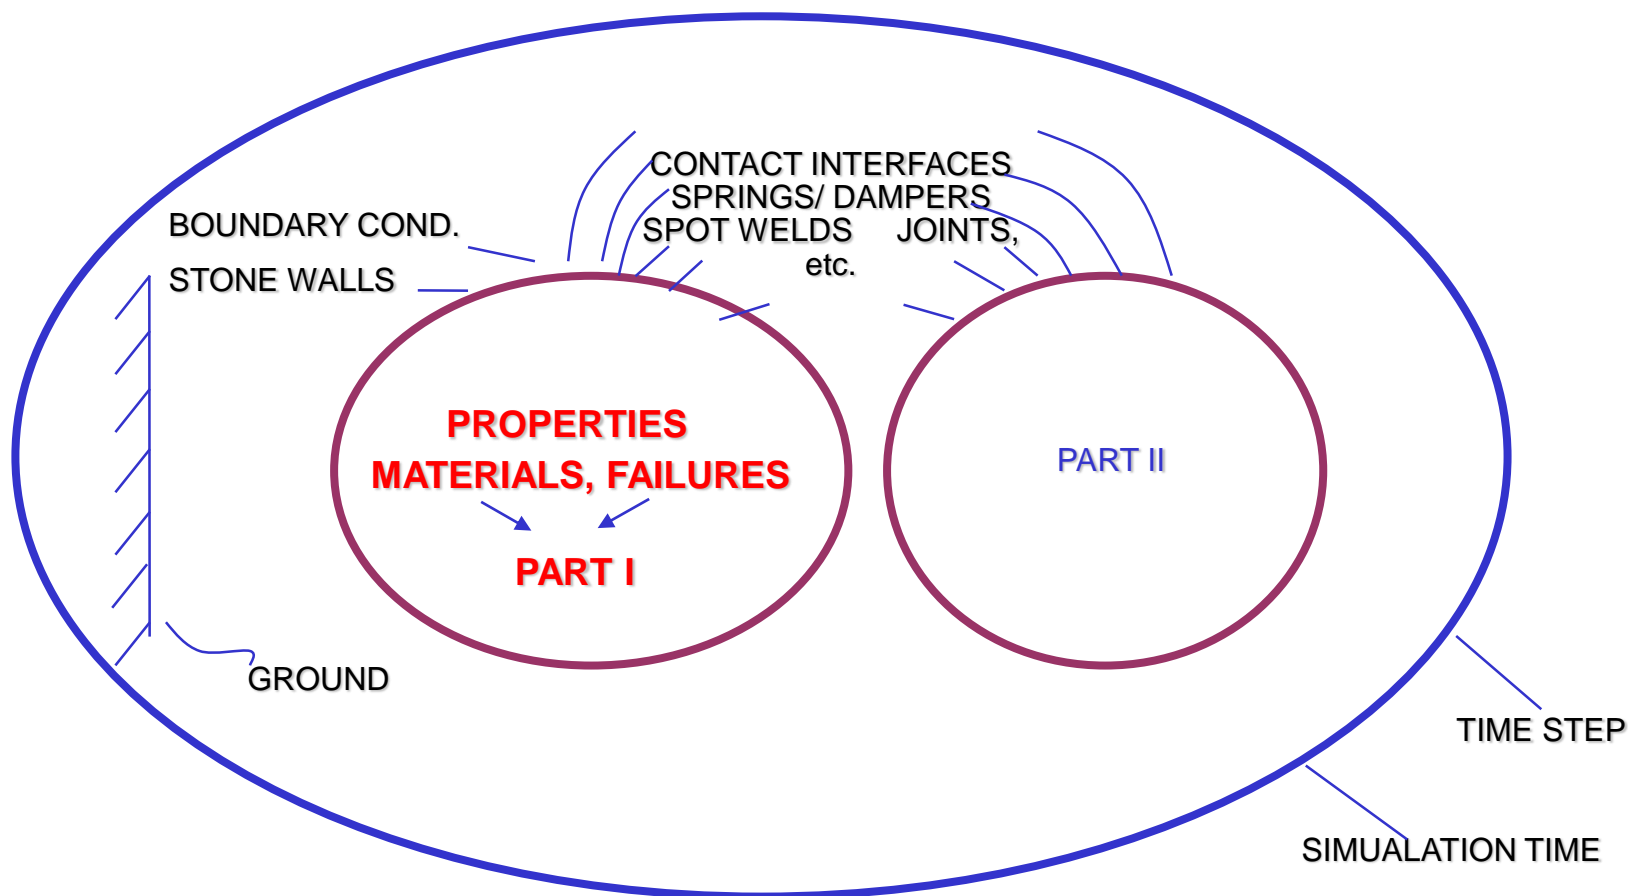 CONTACT INTERFACES
SPRINGS/ DAMPERS
SPOT WELDS JOINTS,
etc.
BOUNDARY COND.
STONE WALLS
PROPERTIES
MATERIALS, FAILURES
PART I
PART II
GROUND
TIME STEP
SIMUALATION TIME